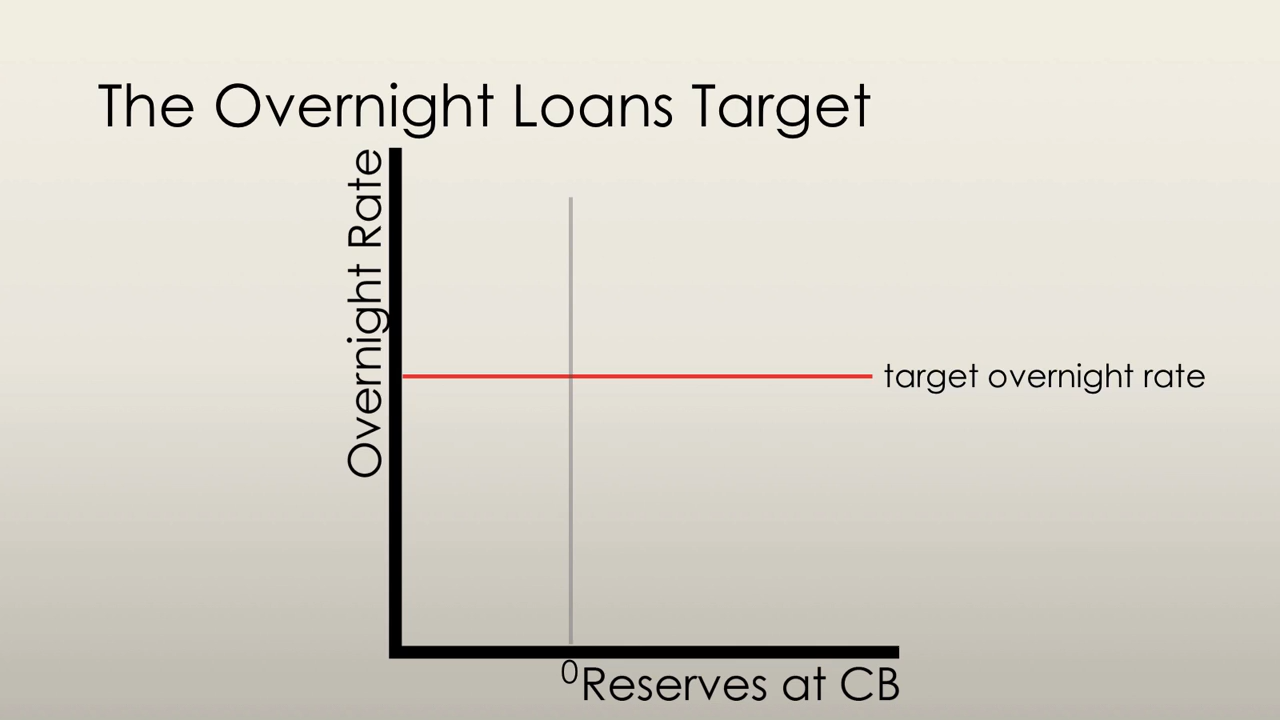 The Overnight Loans Target
Overnight Rate
target overnight rate
0
Reserves at CB